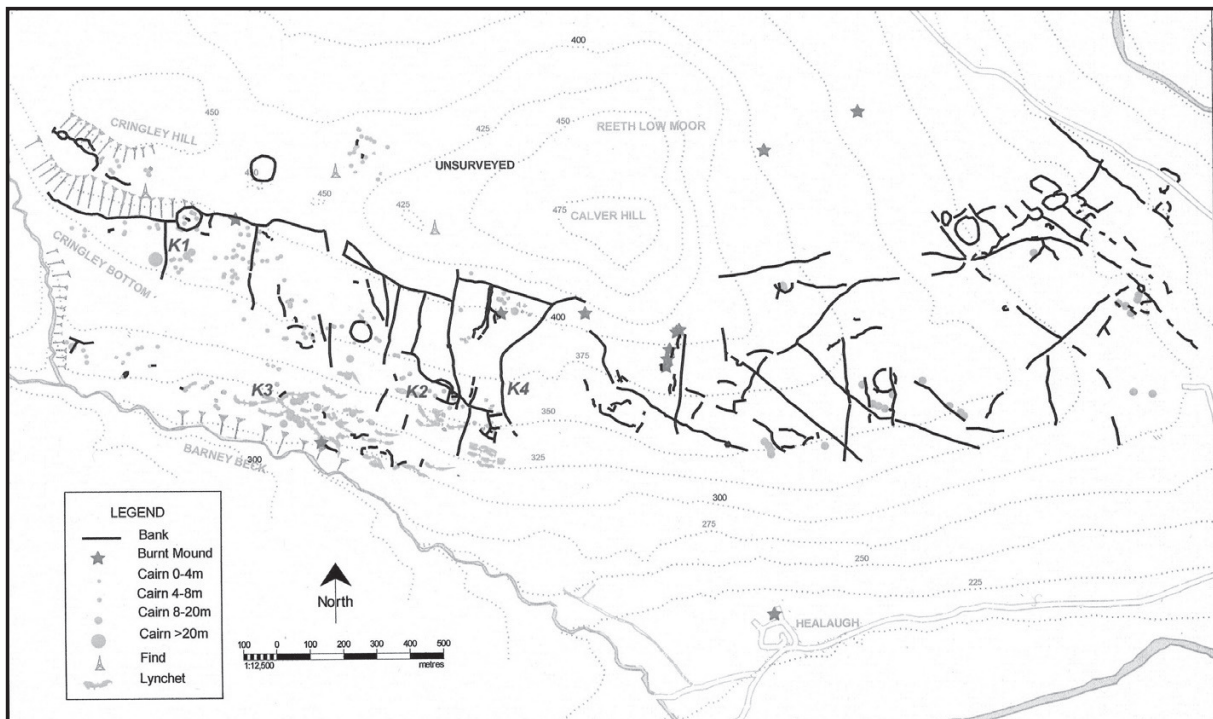 400
450
425
450
CRINGLEY HILL
REETH LOW MOOR
UNSURVEYED
450
425
475
CALVER HILL
K1
CRINGLEY BOTTOM
400
375
K3
K2
K4
350
325
BARNEY BECK
300
300
275
250
225
HEALAUGH
LEGEND
Bank
Burnt Mound
Cairn 0-4m
Cairn 4-8m
Cairn 8-20m
Cairn >20m
Find
Lynchet
North
100 0 100 200 300 400 500
1:12,500
metres